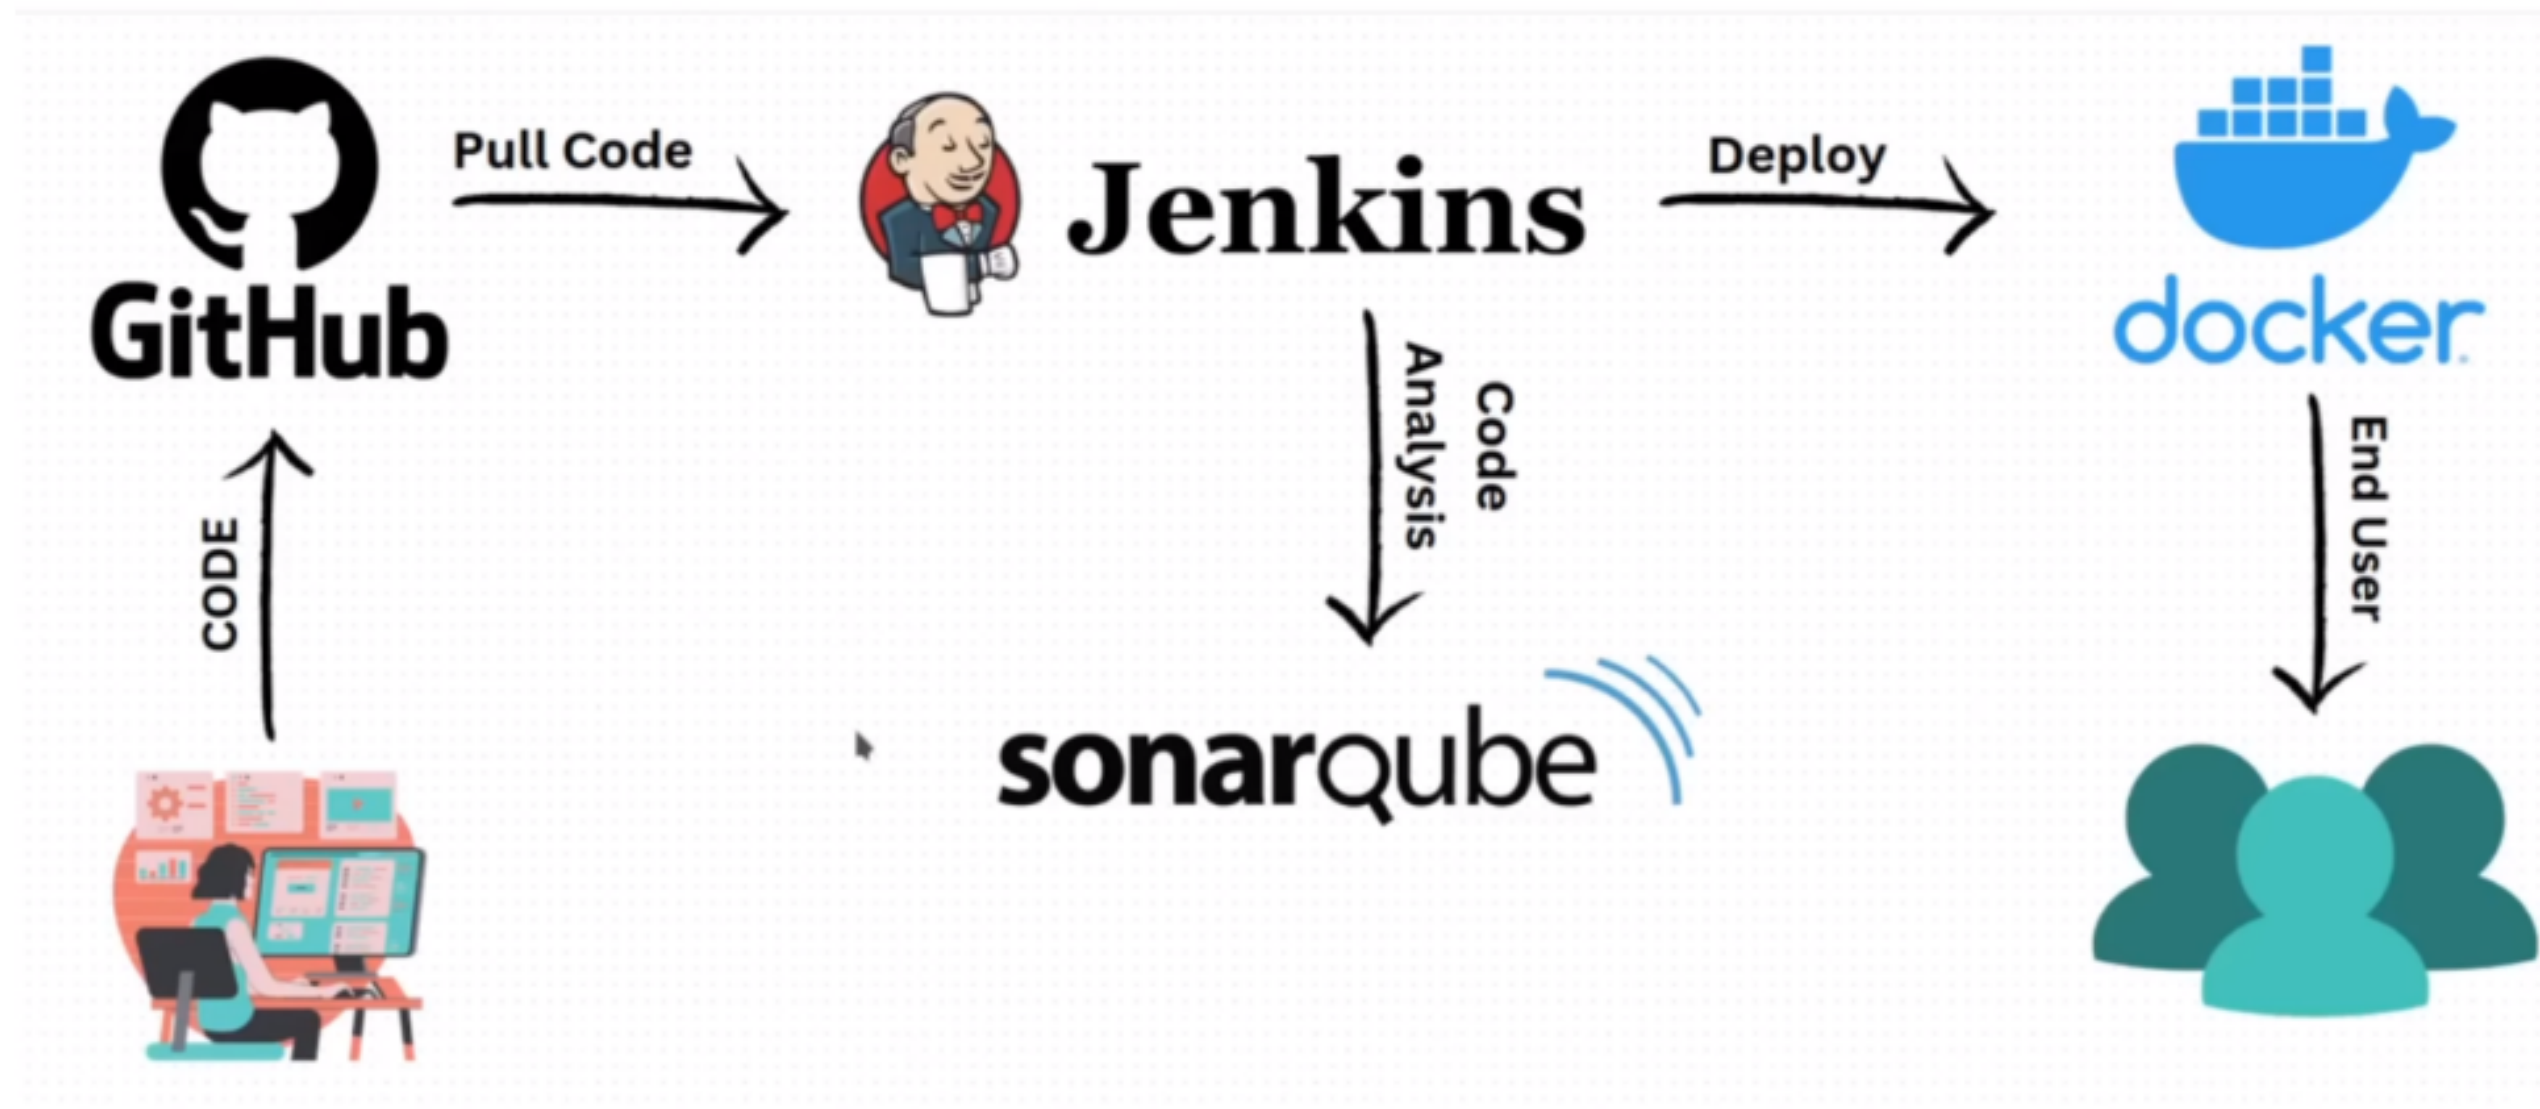 Pull Code
Deploy
Jenkins
GitHub
docker
Code
Analysis
End User
CODE
sonarqube